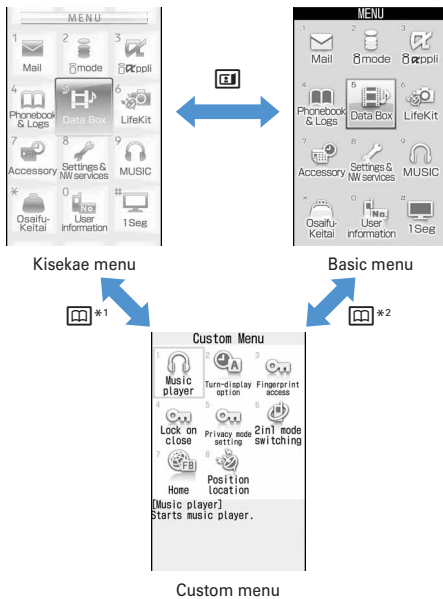 MENU
1 2 3
Mail
i-mode
i-αppli
4 5 6
Phonebook
& Logs
Data Box
LifeKit
7 8 9
Accessory
Settings &
NW services
MUSIC
* 0 #
No.
Osaifu-
Keitai
User
information
1Seg
Kisekae menu
MENU
1 2 3
Mail
i-mode
i-αppli
4 5 6
Phonebook
& Logs
Data Box
LifeKit
7 8 9
Accessory
Settings &
NW services
MUSIC
* 0 #
No.
Osaifu-
Keitai
User
information
1Seg
Basic menu
*1
*2
Custom Menu
1 2 3
A
Music
player
Turn-display
option
Fingerprint
access
4 5 6
Lock on
close
Privacy mode
setting
2in1 mode
switching
7 8
FB
Home
Position
location
[Music player]
Starts music player.
Custom menu